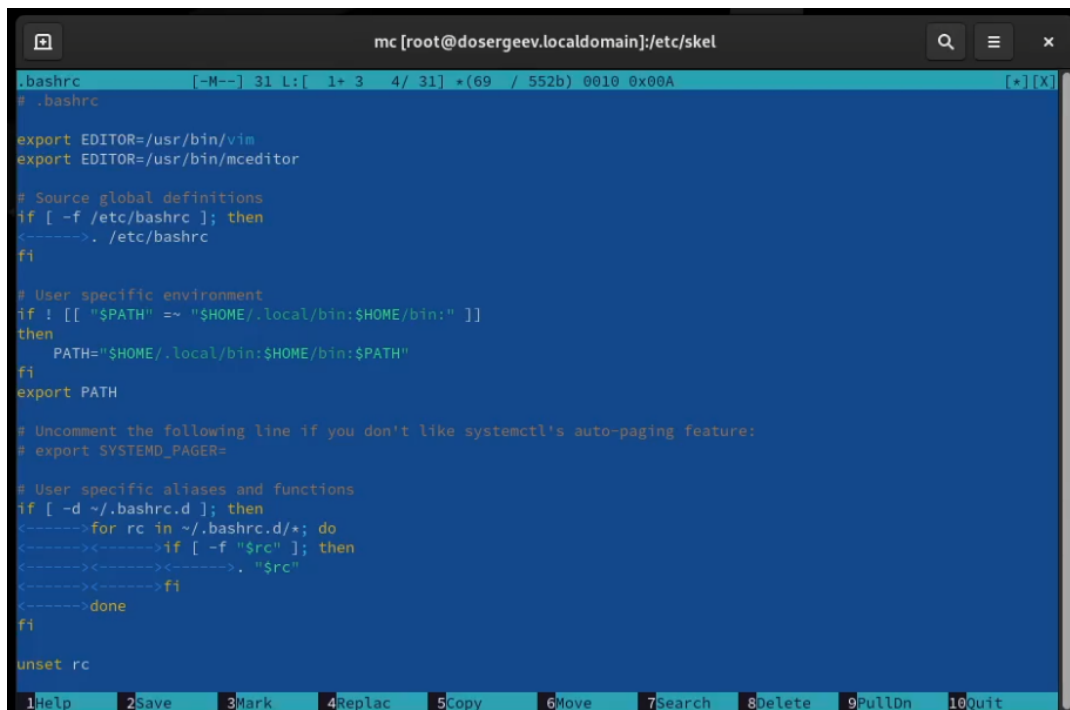 mc [root@dosergeev.localdomain]:/etc/skel
.bashrc [-M--] 31 L:[ 1+ 3 4/ 31] *(69 / 552b) 0010 0x00A [*][X]
# .bashrc
export EDITOR=/usr/bin/vim
export EDITOR=/usr/bin/mceditor
# Source global definitions
if [ -f /etc/bashrc ]; then
<------>. /etc/bashrc
fi
# User specific environment
if ! [[ "$PATH" =~ "$HOME/.local/bin:$HOME/bin:" ]]
then
    PATH="$HOME/.local/bin:$HOME/bin:$PATH"
fi
export PATH
# Uncomment the following line if you don't like systemctl's auto-paging feature:
# export SYSTEMD_PAGER=
# User specific aliases and functions
if [ -d ~/.bashrc.d ]; then
<------>for rc in ~/.bashrc.d/*; do
<------><------>if [ -f "$rc" ]; then
<------><------><------>. "$rc"
<------><------>fi
<------>done
fi
unset rc
1Help 2Save 3Mark 4Replac 5Copy 6Move 7Search 8Delete 9PullDn 10Quit